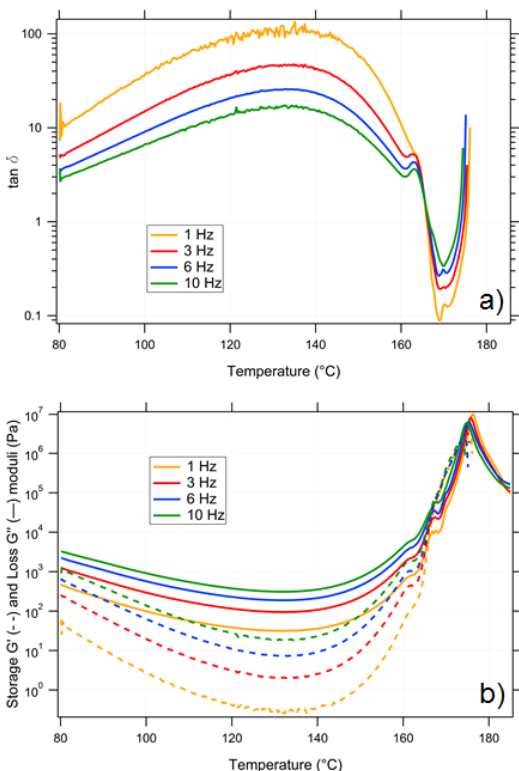 100
10
1
0.1
tan δ
1 Hz
3 Hz
6 Hz
10 Hz
a)
80
100
120
140
160
180
Temperature (°C)
10⁷
10⁶
10⁵
10⁴
10³
10²
10¹
10⁰
Storage G' (- -) and Loss G'' (—) moduli (Pa)
1 Hz
3 Hz
6 Hz
10 Hz
b)
80
100
120
140
160
180
Temperature (°C)